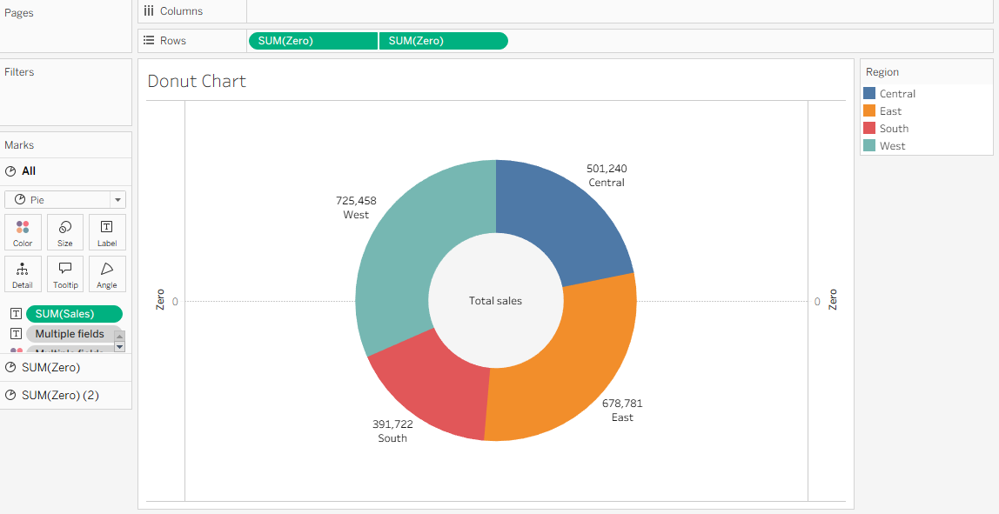 Pages
Columns
Rows
SUM(Zero)
SUM(Zero)
Filters
Marks
All
Pie
Color
Size
Label
Detail
Tooltip
Angle
SUM(Sales)
Multiple fields
Multiple fields
SUM(Zero)
SUM(Zero) (2)
Donut Chart
501,240
Central
725,458
West
Total sales
Zero
0
0
Zero
678,781
East
391,722
South
Region
Central
East
South
West